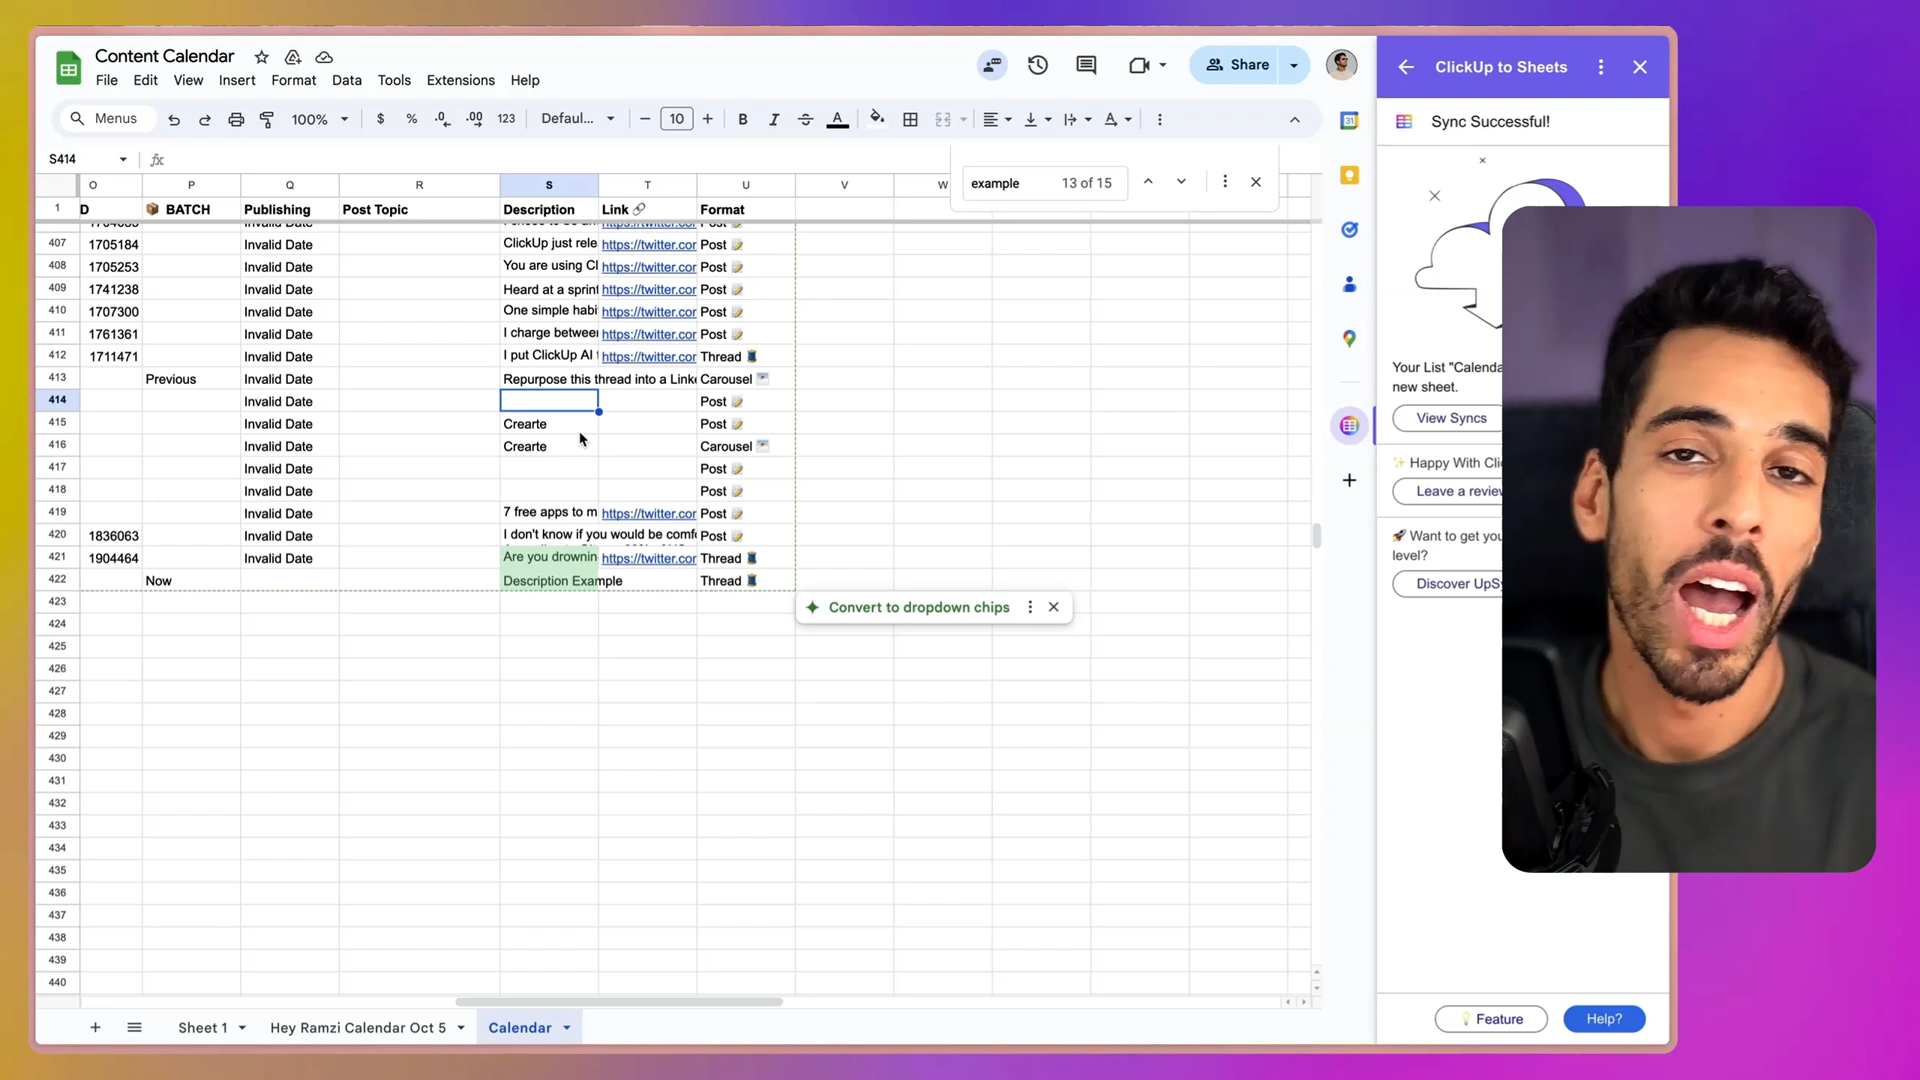 Content Calendar
File Edit View Insert Format Data Tools Extensions Help
Share
Menus 100% $ % .0 .00 123 Defaul... 10 B I A
S414
example 13 of 15
O P Q R S T U V W
1 D 📦 BATCH Publishing Post Topic Description Link 🔗 Format
407 1705184 Invalid Date ClickUp just rele https://twitter.cor Post 📝
408 1705253 Invalid Date You are using Cl https://twitter.cor Post 📝
409 1741238 Invalid Date Heard at a sprint https://twitter.cor Post 📝
410 1707300 Invalid Date One simple habi https://twitter.cor Post 📝
411 1761361 Invalid Date I charge betweer https://twitter.cor Post 📝
412 1711471 Invalid Date I put ClickUp AI https://twitter.cor Thread 🧵
413 Previous Invalid Date Repurpose this thread into a Linke Carousel
414 Invalid Date Post 📝
415 Invalid Date Crearte Post 📝
416 Invalid Date Crearte Carousel
417 Invalid Date Post 📝
418 Invalid Date Post 📝
419 Invalid Date 7 free apps to m https://twitter.cor Post 📝
420 1836063 Invalid Date I don't know if you would be comfo Post 📝
421 1904464 Invalid Date Are you drownin https://twitter.cor Thread 🧵
422 Now Description Example Thread 🧵
423
424
425
426
427
428
429
430
431
432
433
434
435
436
437
438
439
440
Convert to dropdown chips
Sheet 1 Hey Ramzi Calendar Oct 5 Calendar
31
ClickUp to Sheets
Sync Successful!
Your List "Calenda
new sheet.
View Syncs
✨ Happy With Cli
Leave a review
🚀 Want to get you
level?
Discover UpSy
💡 Feature
Help?